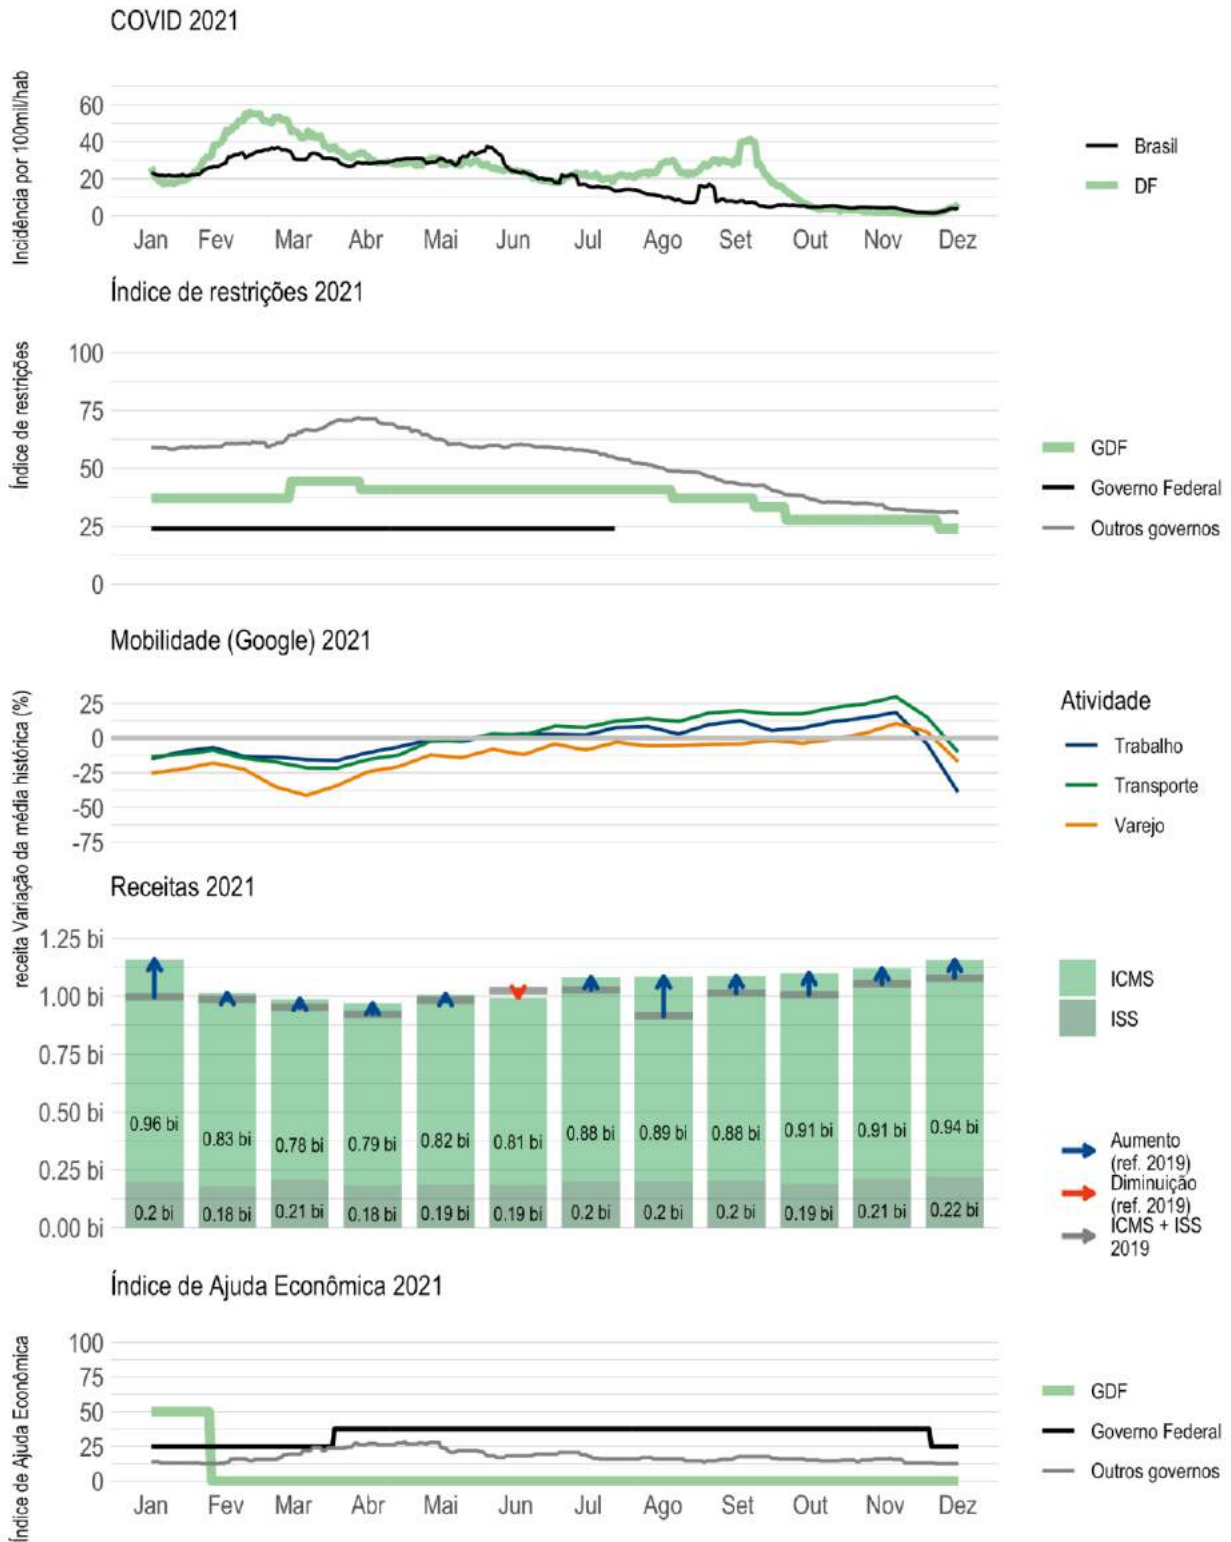 COVID 2021
Incidência por 100mil/hab
60
40
20
0
Jan Fev Mar Abr Mai Jun Jul Ago Set Out Nov Dez
Brasil
DF
Índice de restrições 2021
Índice de restrições
100
75
50
25
0
GDF
Governo Federal
Outros governos
Mobilidade (Google) 2021
receita Variação da média histórica (%)
25
0
-25
-50
-75
Atividade
Trabalho
Transporte
Varejo
Receitas 2021
1.25 bi
1.00 bi
0.75 bi
0.50 bi
0.25 bi
0.00 bi
0.96 bi 0.83 bi 0.78 bi 0.79 bi 0.82 bi 0.81 bi 0.88 bi 0.89 bi 0.88 bi 0.91 bi 0.91 bi 0.94 bi
0.2 bi 0.18 bi 0.21 bi 0.18 bi 0.19 bi 0.19 bi 0.2 bi 0.2 bi 0.2 bi 0.19 bi 0.21 bi 0.22 bi
ICMS
ISS
Aumento
(ref. 2019)
Diminuição
(ref. 2019)
ICMS + ISS
2019
Índice de Ajuda Econômica 2021
Índice de Ajuda Econômica
100
75
50
25
0
Jan Fev Mar Abr Mai Jun Jul Ago Set Out Nov Dez
GDF
Governo Federal
Outros governos